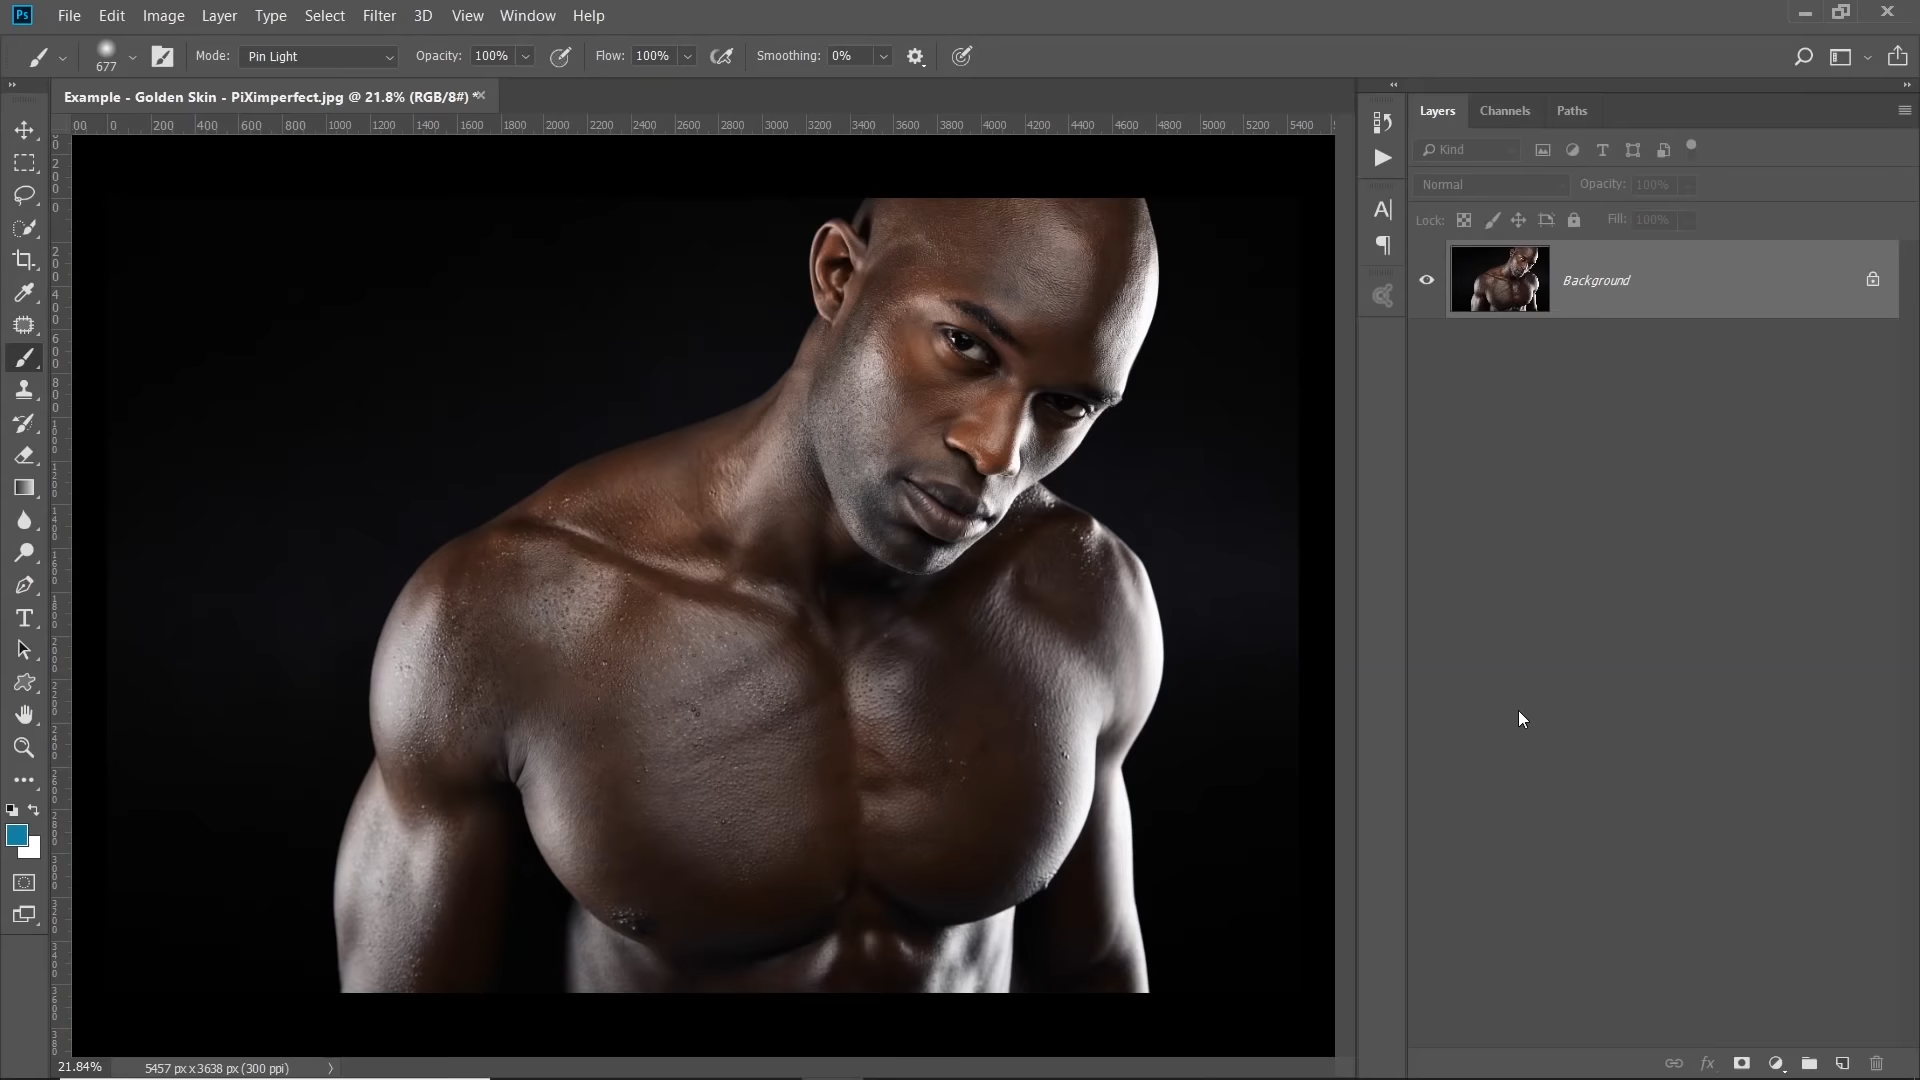 Ps File Edit Image Layer Type Select Filter 3D View Window Help
677 Mode: Pin Light Opacity: 100% Flow: 100% Smoothing: 0%
Example - Golden Skin - PiXimperfect.jpg @ 21.8% (RGB/8#) *
Layers Channels Paths
00 0 200 400 600 800 1000 1200 1400 1600 1800 2000 2200 2400 2600 2800 3000 3200 3400 3600 3800 4000 4200 4400 4600 4800 5000 5200 5400
Kind
Normal Opacity: 100%
Lock: Fill: 100%
Background
21.84% 5457 px x 3638 px (300 ppi)
fx